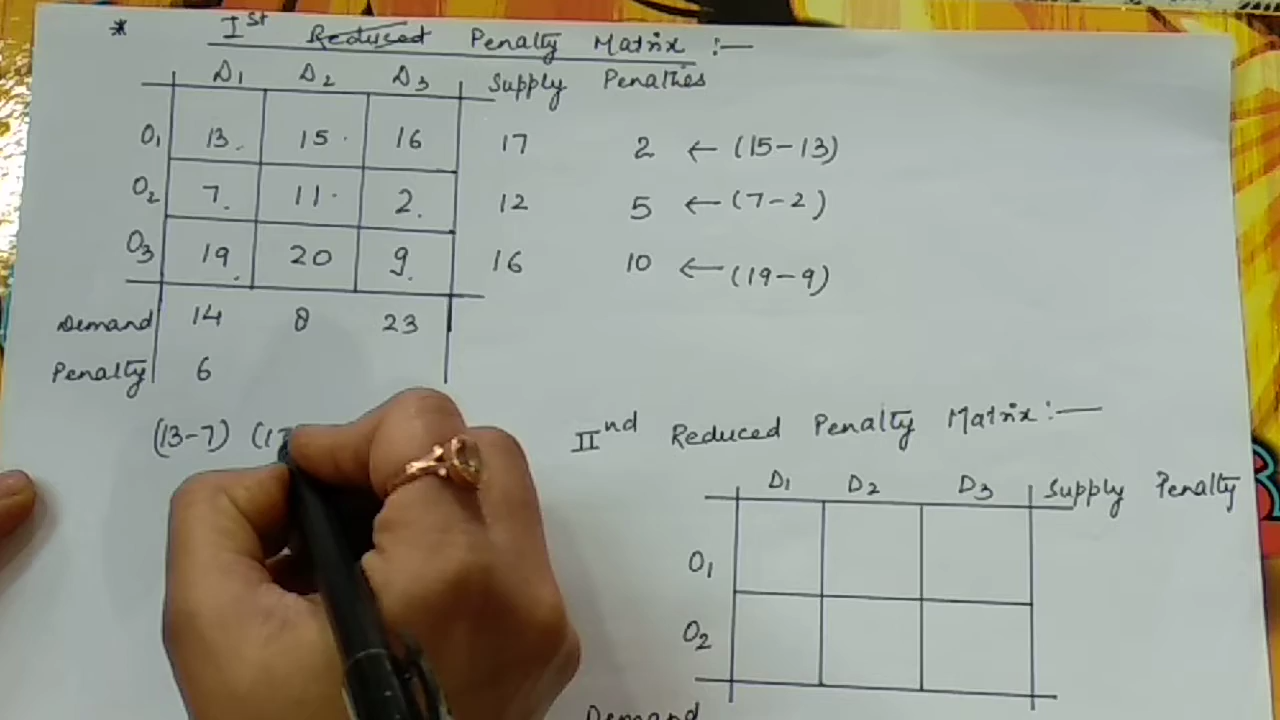 * Ist Reduced Penalty Matrix :—
D1 D2 D3 Supply Penalties
O1 13 15 16 17 2 ← (15-13)
O2 7 11 2 12 5 ← (7-2)
O3 19 20 9 16 10 ← (19-9)
Demand 14 8 23
Penalty 6
(13-7)
IInd Reduced Penalty Matrix :—
D1 D2 D3 Supply Penalty
O1
O2
Demand